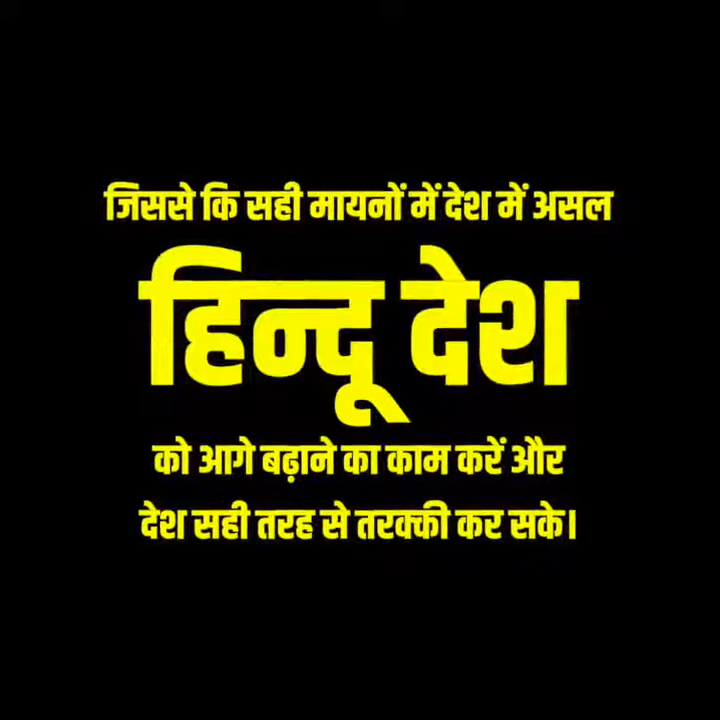 जिससे कि सही मायनों में देश में असल
हिन्दू देश
को आगे बढ़ाने का काम करें और
देश सही तरह से तरक्की कर सके।